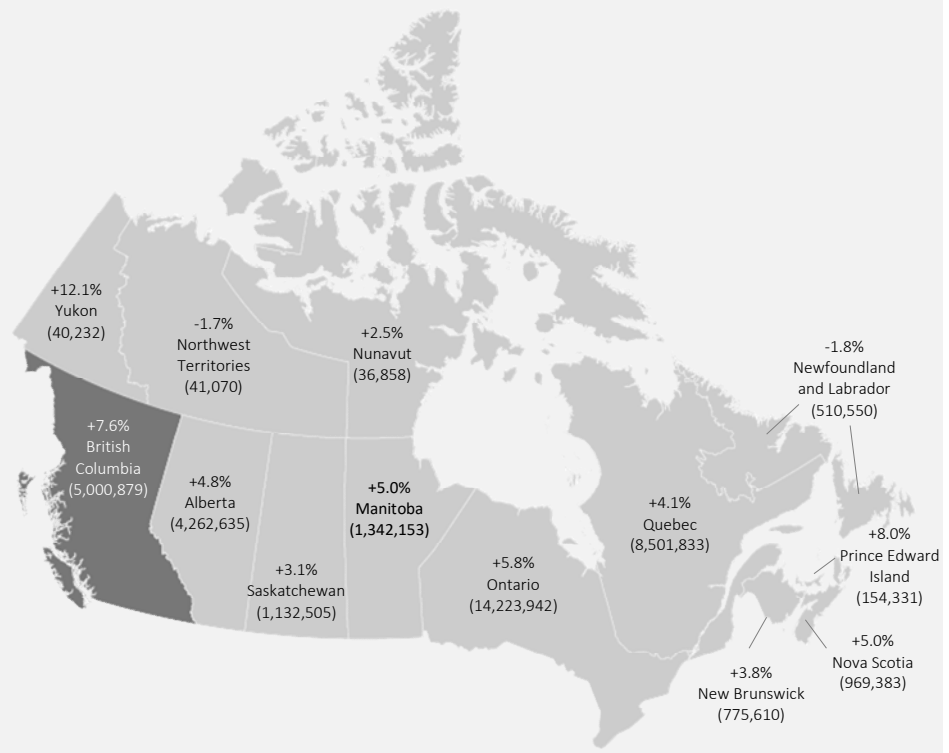 +12.1%
Yukon
(40,232)
-1.7%
Northwest
Territories
(41,070)
+2.5%
Nunavut
(36,858)
-1.8%
Newfoundland
and Labrador
(510,550)
+7.6%
British
Columbia
(5,000,879)
+4.8%
Alberta
(4,262,635)
+3.1%
Saskatchewan
(1,132,505)
+5.0%
Manitoba
(1,342,153)
+5.8%
Ontario
(14,223,942)
+4.1%
Quebec
(8,501,833)
+8.0%
Prince Edward
Island
(154,331)
+5.0%
Nova Scotia
(969,383)
+3.8%
New Brunswick
(775,610)